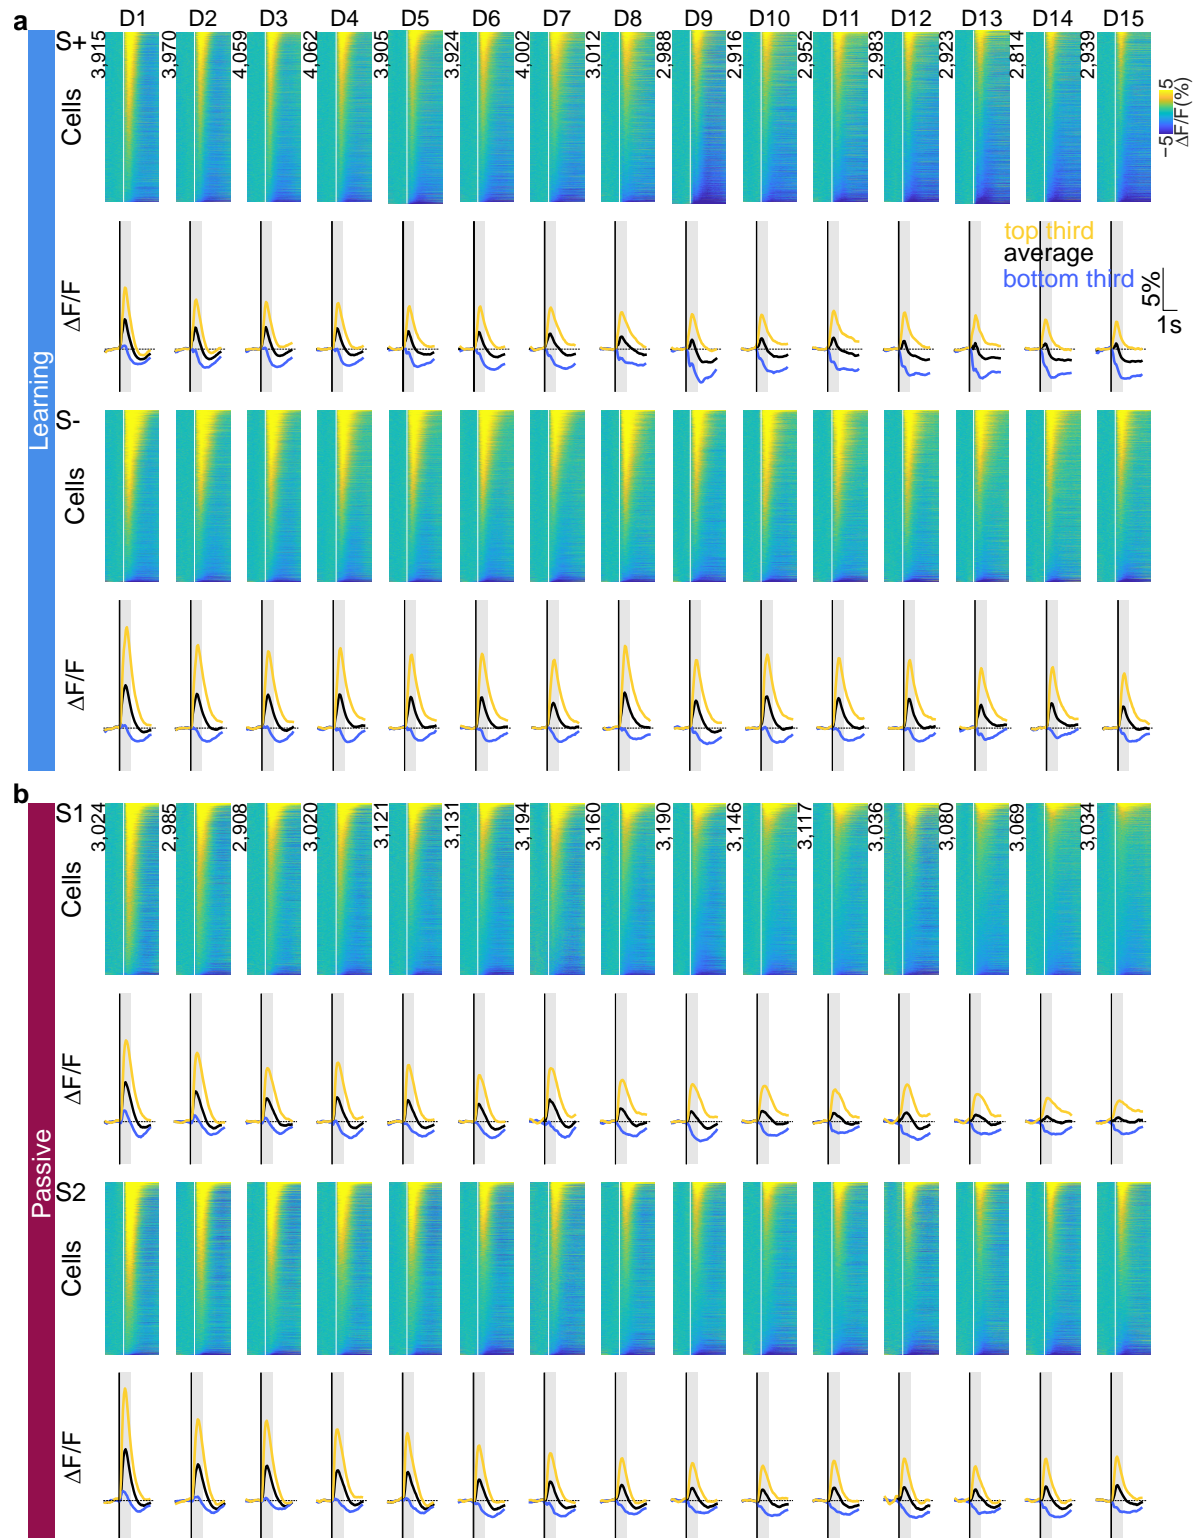 a
D1 D2 D3 D4 D5 D6 D7 D8 D9 D10 D11 D12 D13 D14 D15
Learning
S+
Cells
3,915 3,970 4,059 4,062 3,905 3,924 4,002 3,012 2,988 2,916 2,952 2,983 2,923 2,814 2,939
−5 5
ΔF/F(%)
ΔF/F
top third
average
bottom third
5%
1s
S-
Cells
ΔF/F
b
Passive
S1
Cells
3,024 2,985 2,908 3,020 3,121 3,131 3,194 3,160 3,190 3,146 3,117 3,036 3,080 3,069 3,034
ΔF/F
S2
Cells
ΔF/F